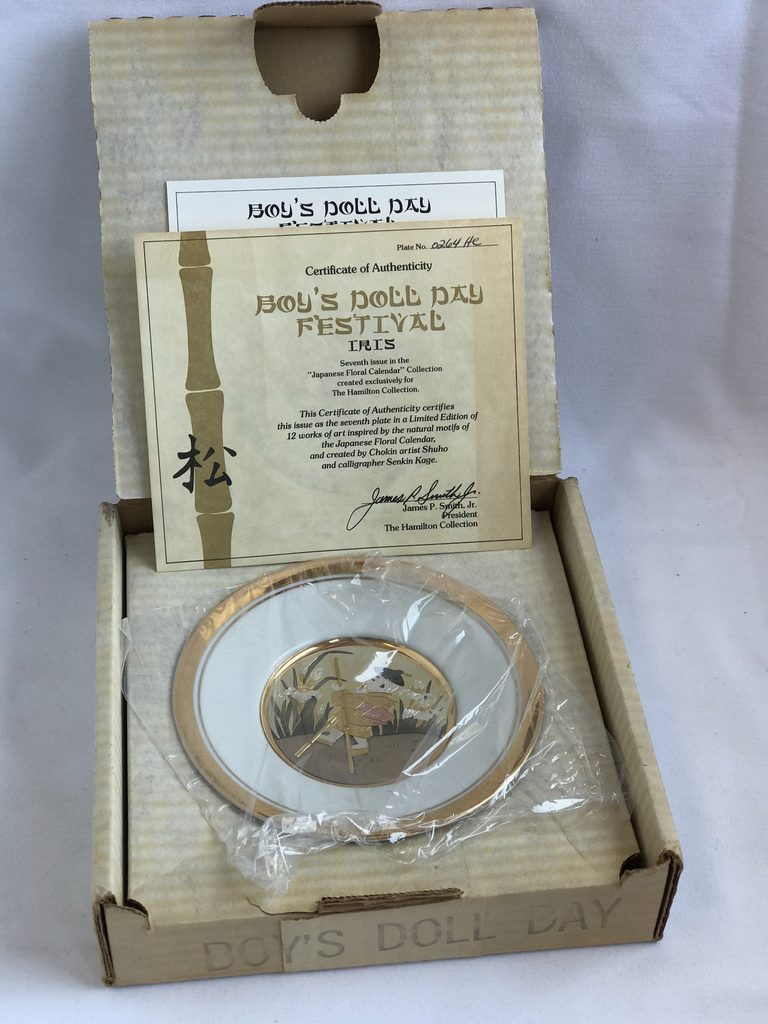 BOY'S DOLL DAY
FESTIVAL
Plate No. 0264 HC
Certificate of Authenticity
BOY'S DOLL DAY
FESTIVAL
IRIS
Seventh issue in the
"Japanese Floral Calendar" Collection
created exclusively for
The Hamilton Collection.
This Certificate of Authenticity certifies
this issue as the seventh plate in a Limited Edition of
12 works of art inspired by the natural motifs of
the Japanese Floral Calendar,
and created by Chokin artist Shuho
and calligrapher Senkin Kage.
松
James P. Smith, Jr.
James P. Smith, Jr.
President
The Hamilton Collection
BOY'S DOLL DAY